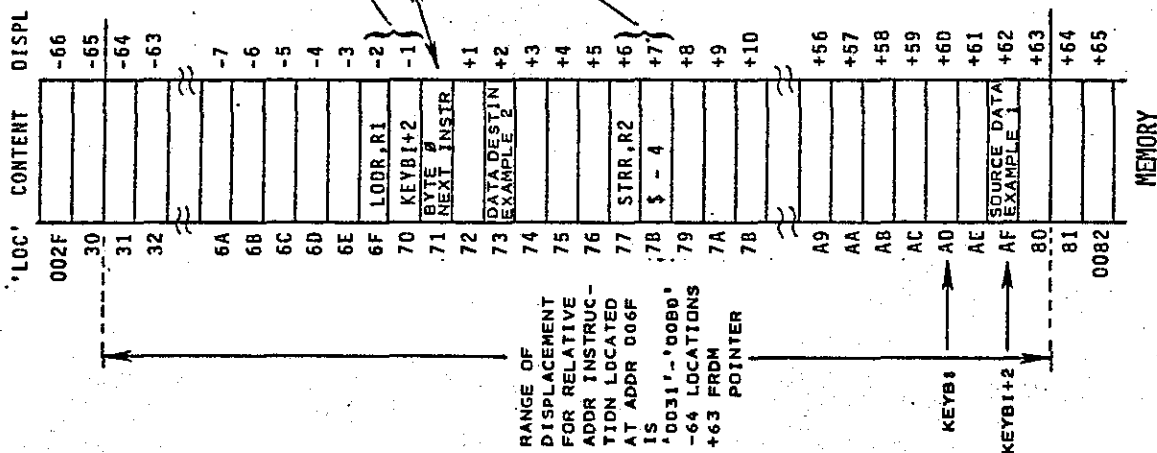 'LOC' CONTENT DISPL
002F -66
30 -65
31 -64
32 -63
6A -7
6B -6
6C -5
6D -4
6E -3
6F LODR,R1 -2
70 KEYBI+2 -1
71 BYTE Ø
NEXT INSTR
72 +1
73 DATA DESTIN +2
EXAMPLE 2
74 +3
75 +4
76 +5
77 STRR,R2 +6
78 $ - 4 +7
79 +8
7A +9
7B +10
A9 +56
AA +57
AB +58
AC +59
AD +60
AE +61
AF SOURCE DATA +62
EXAMPLE 1
80 +63
81 +64
0082 +65
MEMORY
RANGE OF
DISPLACEMENT
FOR RELATIVE
ADDR INSTRUC-
TION LOCATED
AT ADDR 006F
IS
'0031'-'00B0'
-64 LOCATIONS
+63 FROM
POINTER
KEYBI
KEYBI+2